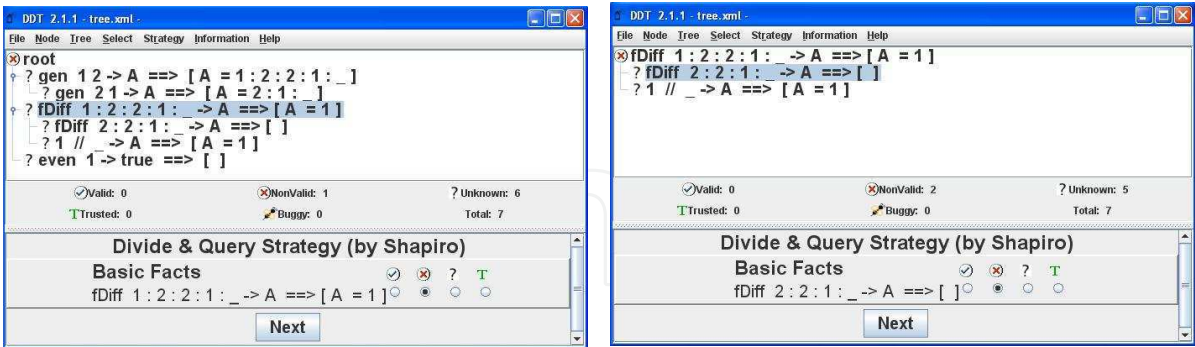 DDT 2.1.1 - tree.xml -
File Node Tree Select Strategy Information Help
root
? gen 1 2 -> A ==> [ A = 1 : 2 : 2 : 1 : _ ]
? gen 2 1 -> A ==> [ A = 2 : 1 : _ ]
? fDiff 1 : 2 : 2 : 1 : _ -> A ==> [ A = 1 ]
? fDiff 2 : 2 : 1 : _ -> A ==> [ ]
? 1 // _ -> A ==> [ A = 1 ]
? even 1 -> true ==> [ ]
Valid: 0 NonValid: 1 ? Unknown: 6
T Trusted: 0 Buggy: 0 Total: 7
Divide & Query Strategy (by Shapiro)
Basic Facts ? T
fDiff 1 : 2 : 2 : 1 : _ -> A ==> [ A = 1 ]
Next
DDT 2.1.1 - tree.xml -
File Node Tree Select Strategy Information Help
fDiff 1 : 2 : 2 : 1 : _ -> A ==> [ A = 1 ]
? fDiff 2 : 2 : 1 : _ -> A ==> [ ]
? 1 // _ -> A ==> [ A = 1 ]
Valid: 0 NonValid: 2 ? Unknown: 5
T Trusted: 0 Buggy: 0 Total: 7
Divide & Query Strategy (by Shapiro)
Basic Facts ? T
fDiff 2 : 2 : 1 : _ -> A ==> [ ]
Next